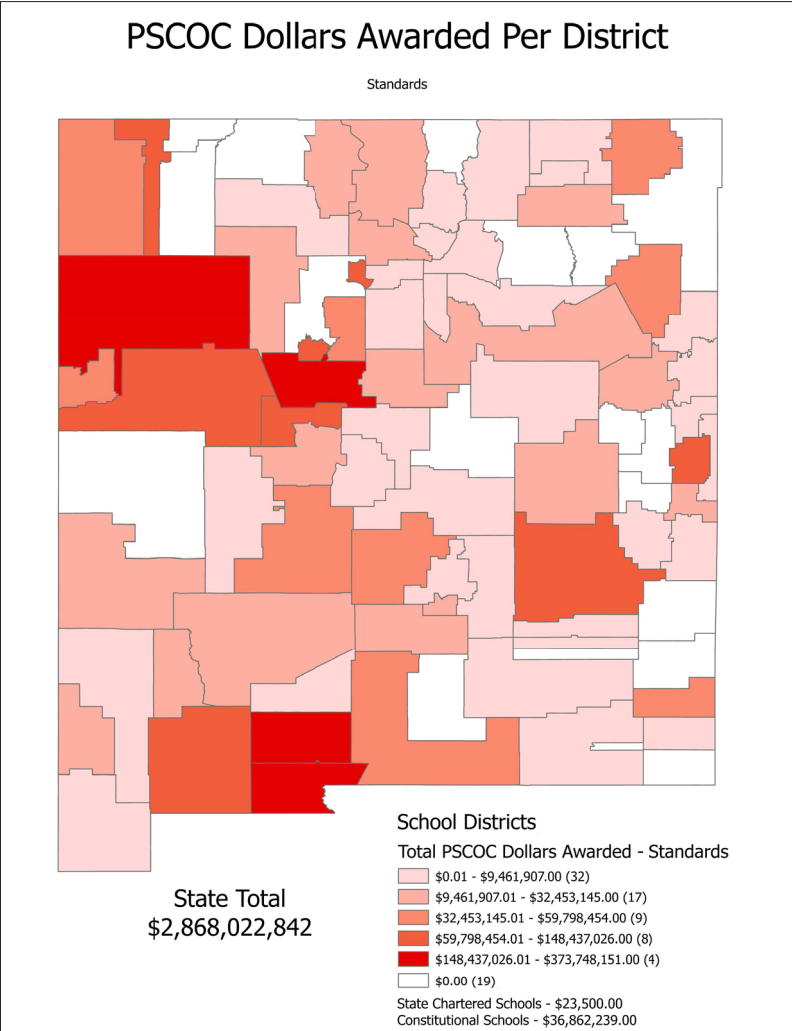 PSCOC Dollars Awarded Per District
Standards
School Districts
Total PSCOC Dollars Awarded - Standards
$0.01 - $9,461,907.00 (32)
$9,461,907.01 - $32,453,145.00 (17)
$32,453,145.01 - $59,798,454.00 (9)
$59,798,454.01 - $148,437,026.00 (8)
$148,437,026.01 - $373,748,151.00 (4)
$0.00 (19)
State Chartered Schools - $23,500.00
Constitutional Schools - $36,862,239.00
State Total
$2,868,022,842